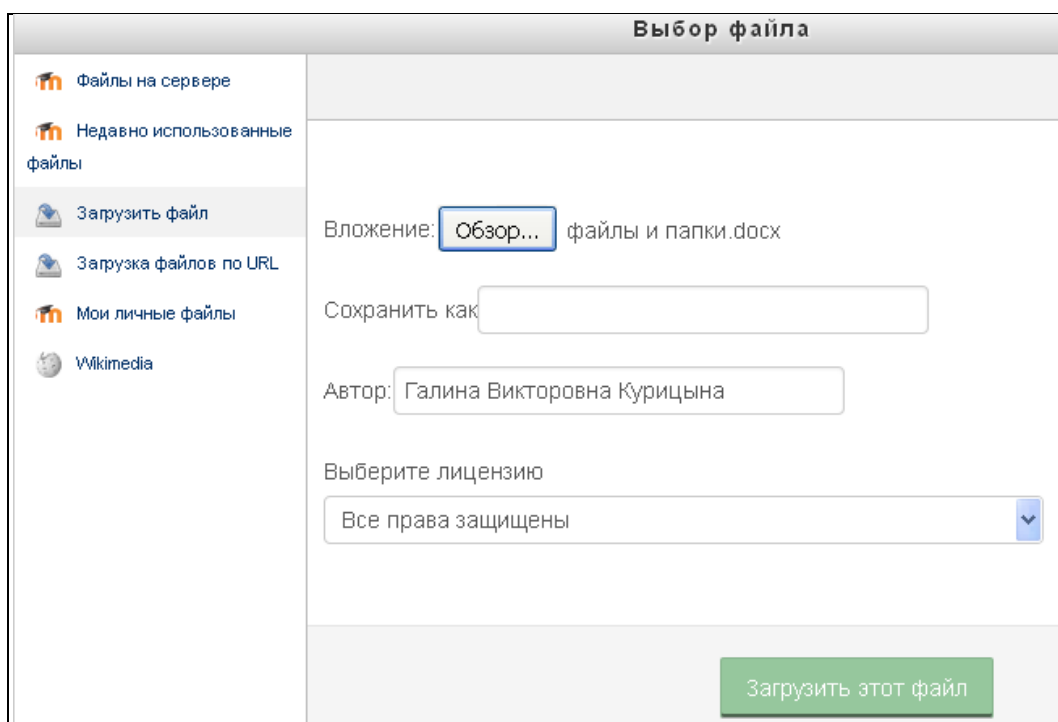 Выбор файла
Файлы на сервере
Недавно использованные
файлы
Загрузить файл
Загрузка файлов по URL
Мои личные файлы
Wikimedia
Вложение: Обзор... файлы и папки.docx
Сохранить как
Автор: Галина Викторовна Курицына
Выберите лицензию
Все права защищены
Загрузить этот файл